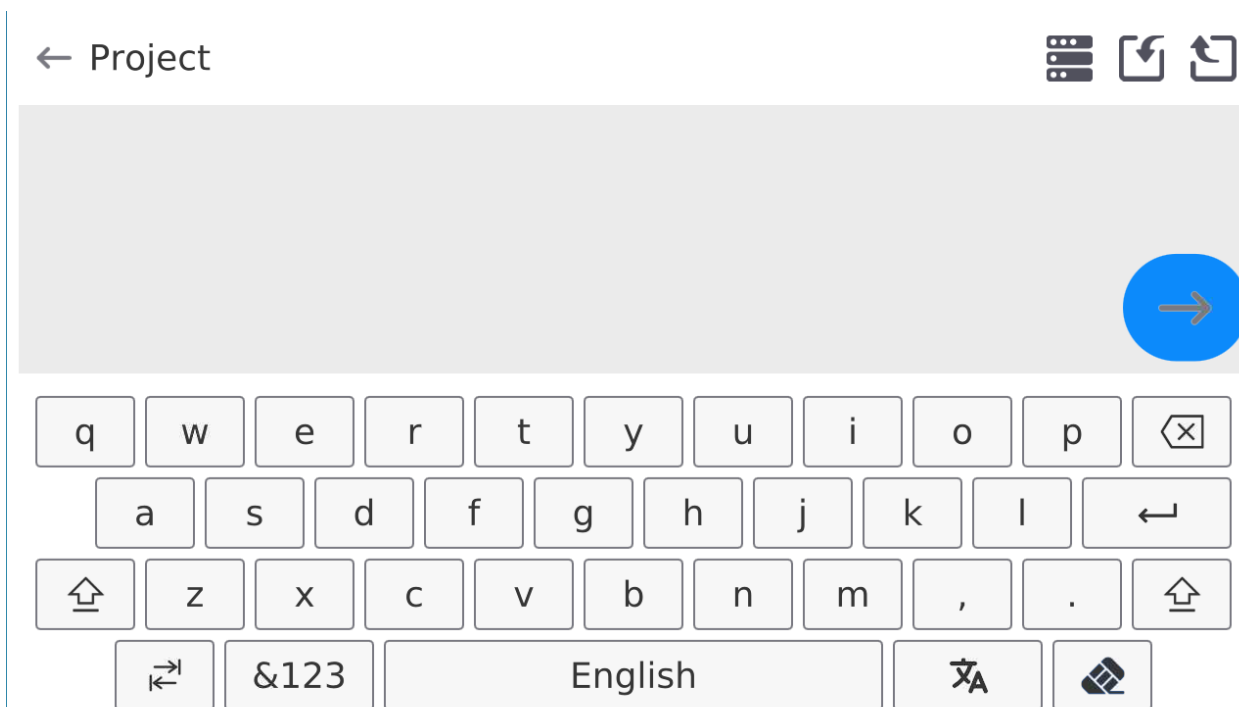 Project
q w e r t y u i o p
a s d f g h j k l
z x c v b n m , .
&123 English